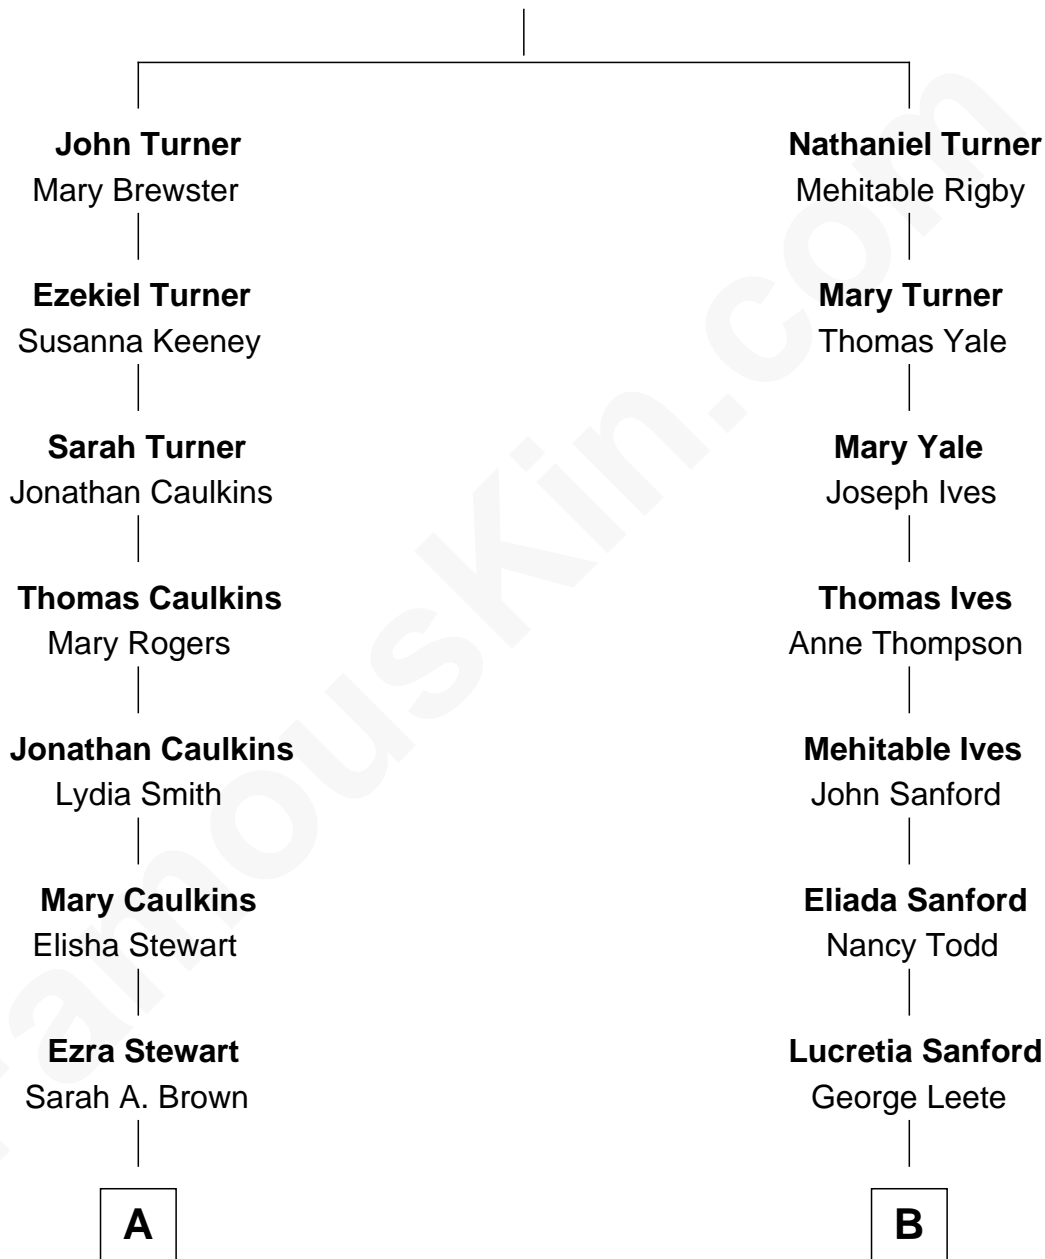 John Turner
Mary Brewster
Ezekiel Turner
Susanna Keeney
Sarah Turner
Jonathan Caulkins
Thomas Caulkins
Mary Rogers
Jonathan Caulkins
Lydia Smith
Mary Caulkins
Elisha Stewart
Ezra Stewart
Sarah A. Brown
A
Nathaniel Turner
Mehitable Rigby
Mary Turner
Thomas Yale
Mary Yale
Joseph Ives
Thomas Ives
Anne Thompson
Mehitable Ives
John Sanford
Eliada Sanford
Nancy Todd
Lucretia Sanford
George Leete
B
FamousKin.com